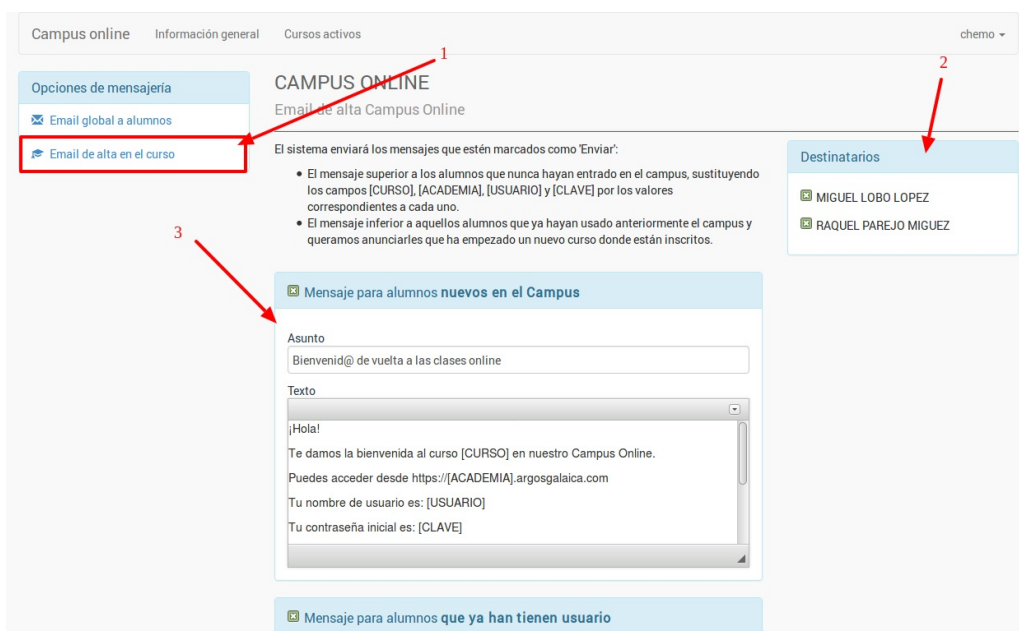 Campus online Información general Cursos activos chemo
1
2
Opciones de mensajería
Email global a alumnos
Email de alta en el curso
CAMPUS ONLINE
Email de alta Campus Online
El sistema enviará los mensajes que estén marcados como 'Enviar':
El mensaje superior a los alumnos que nunca hayan entrado en el campus, sustituyendo
los campos [CURSO], [ACADEMIA], [USUARIO] y [CLAVE] por los valores
correspondientes a cada uno.
El mensaje inferior a aquellos alumnos que ya hayan usado anteriormente el campus y
queramos anunciarles que ha empezado un nuevo curso donde están inscritos.
Destinatarios
MIGUEL LOBO LOPEZ
RAQUEL PAREJO MIGUEZ
3
Mensaje para alumnos nuevos en el Campus
Asunto
Bienvenid@ de vuelta a las clases online
Texto
¡Hola!
Te damos la bienvenida al curso [CURSO] en nuestro Campus Online.
Puedes acceder desde https://[ACADEMIA].argosgalaica.com
Tu nombre de usuario es: [USUARIO]
Tu contraseña inicial es: [CLAVE]
Mensaje para alumnos que ya han tienen usuario